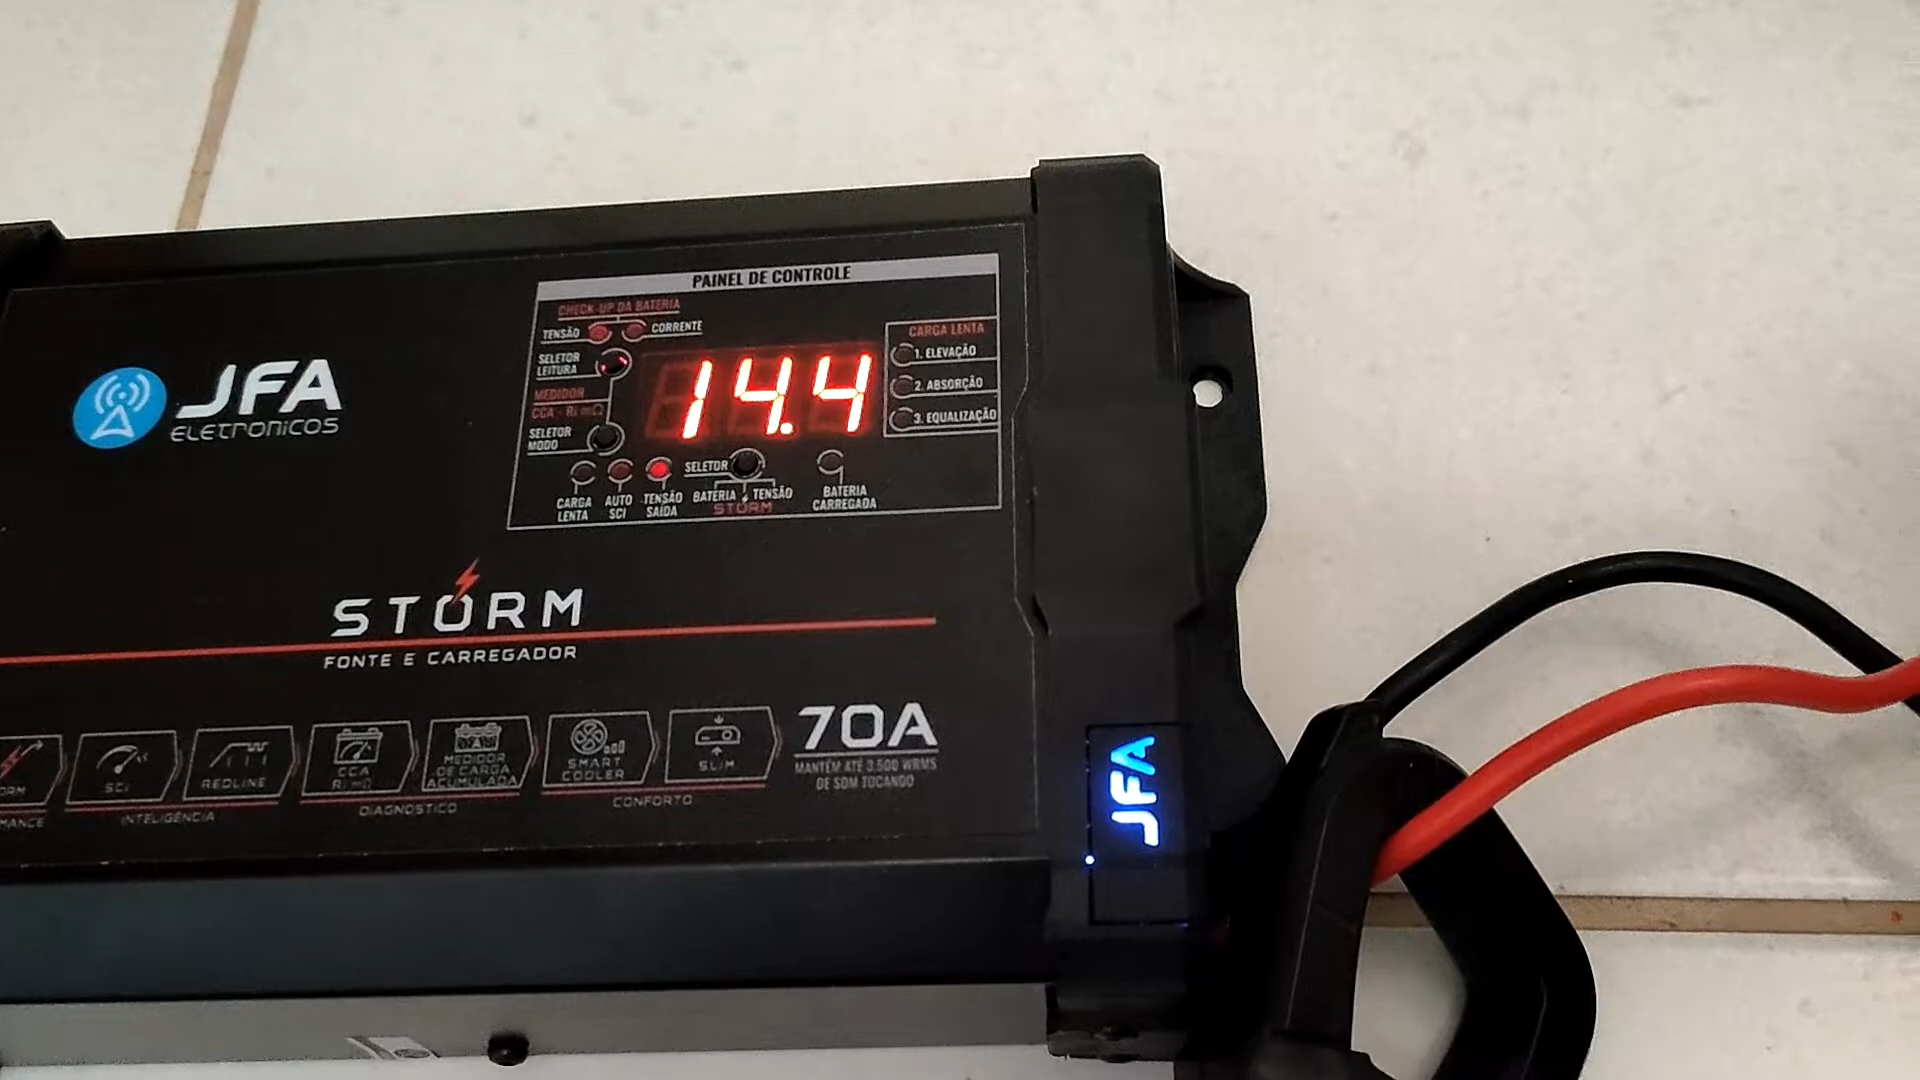 PAINEL DE CONTROLE
CHECK-UP DA BATERIA
TENSÃO
CORRENTE
SELETOR
LEITURA
MEDIDOR
CCA - Ri mΩ
SELETOR
MODO
14.4
CARGA LENTA
1. ELEVAÇÃO
2. ABSORÇÃO
3. EQUALIZAÇÃO
CARGA
LENTA
AUTO
SCI
TENSÃO
SAÍDA
SELETOR
BATERIA
TENSÃO
STORM
BATERIA
CARREGADA
JFA
ELETRONICOS
STORM
FONTE E CARREGADOR
SCI
REDLINE
CCA
Ri mΩ
MEDIDOR
DE CARGA
ACUMULADA
SMART
COOLER
SLIM
INTELIGÊNCIA
DIAGNOSTICO
CONFORTO
70A
MANTÉM ATÉ 3.500 WRMS
DE SOM TOCANDO
JFA